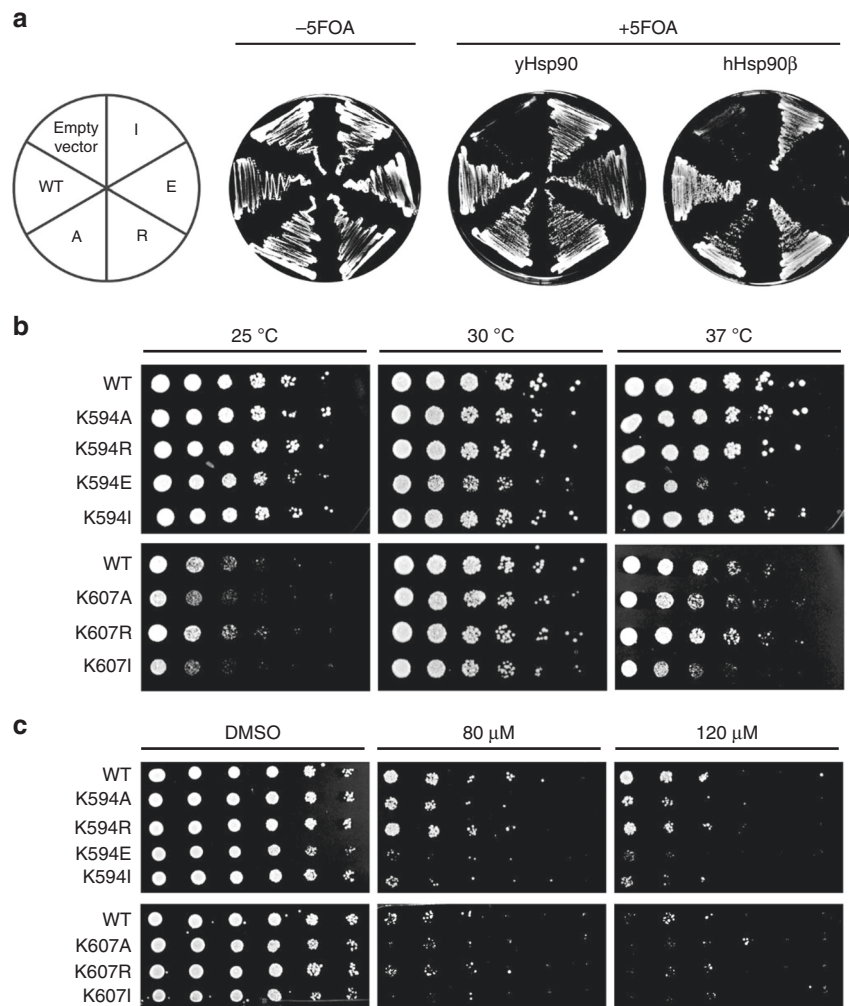 a
–5FOA
+5FOA
yHsp90
hHsp90β
Empty
vector
I
WT
E
A
R
b
25 °C
30 °C
37 °C
WT
K594A
K594R
K594E
K594I
WT
K607A
K607R
K607I
c
DMSO
80 μM
120 μM
WT
K594A
K594R
K594E
K594I
WT
K607A
K607R
K607I